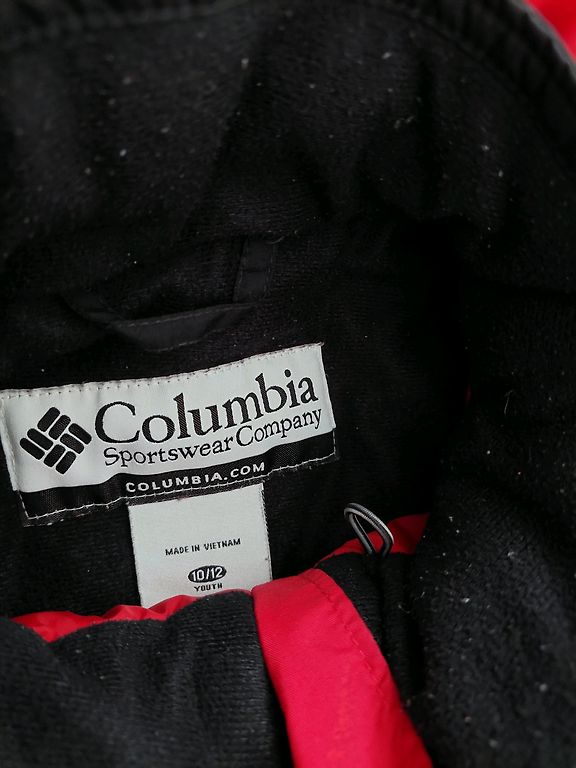 Columbia
Sportswear Company
COLUMBIA.COM
MADE IN VIETNAM
10/12
YOUTH